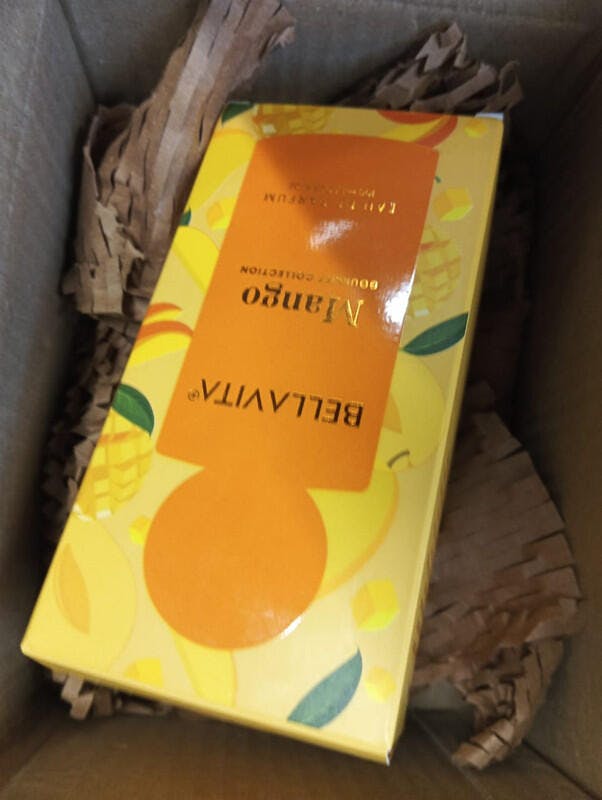 BELLAVITA®
Mango
BOUQUET COLLECTION
EAU DE PARFUM